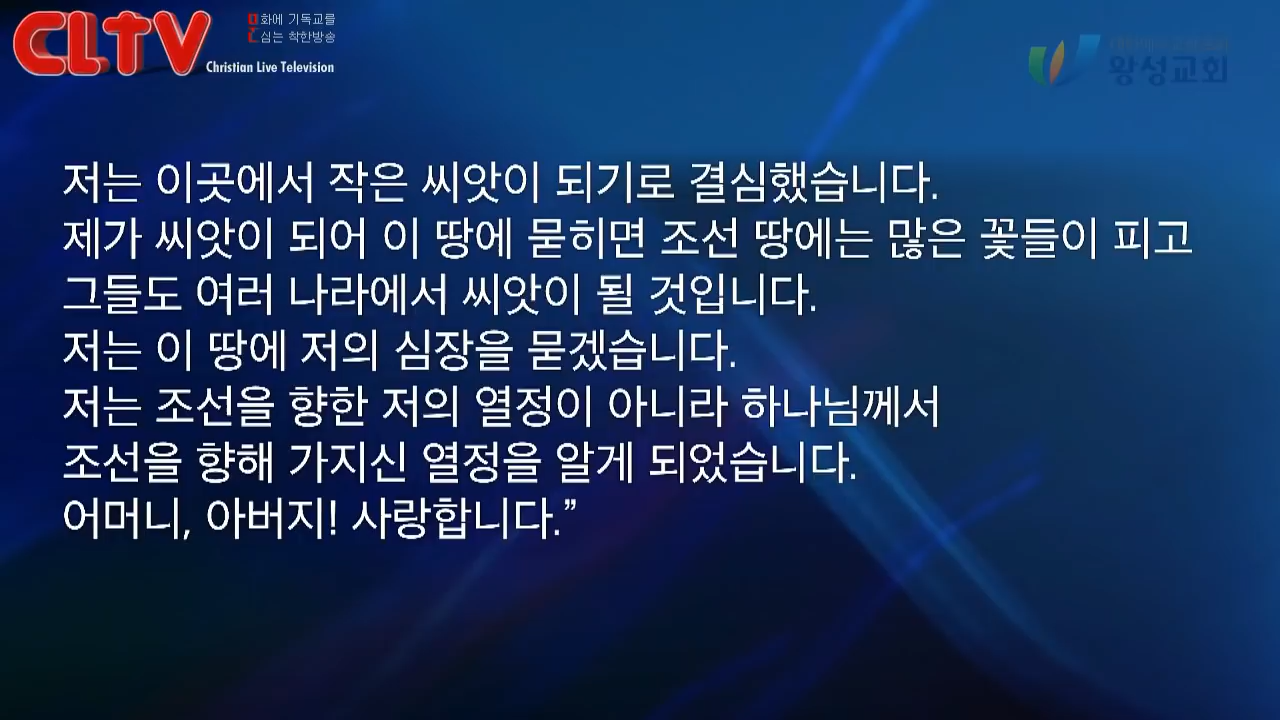 CLTV
문화에 기독교를
심는 착한방송
Christian Live Television
왕성교회
저는 이곳에서 작은 씨앗이 되기로 결심했습니다.
제가 씨앗이 되어 이 땅에 묻히면 조선 땅에는 많은 꽃들이 피고
그들도 여러 나라에서 씨앗이 될 것입니다.
저는 이 땅에 저의 심장을 묻겠습니다.
저는 조선을 향한 저의 열정이 아니라 하나님께서
조선을 향해 가지신 열정을 알게 되었습니다.
어머니, 아버지! 사랑합니다.”